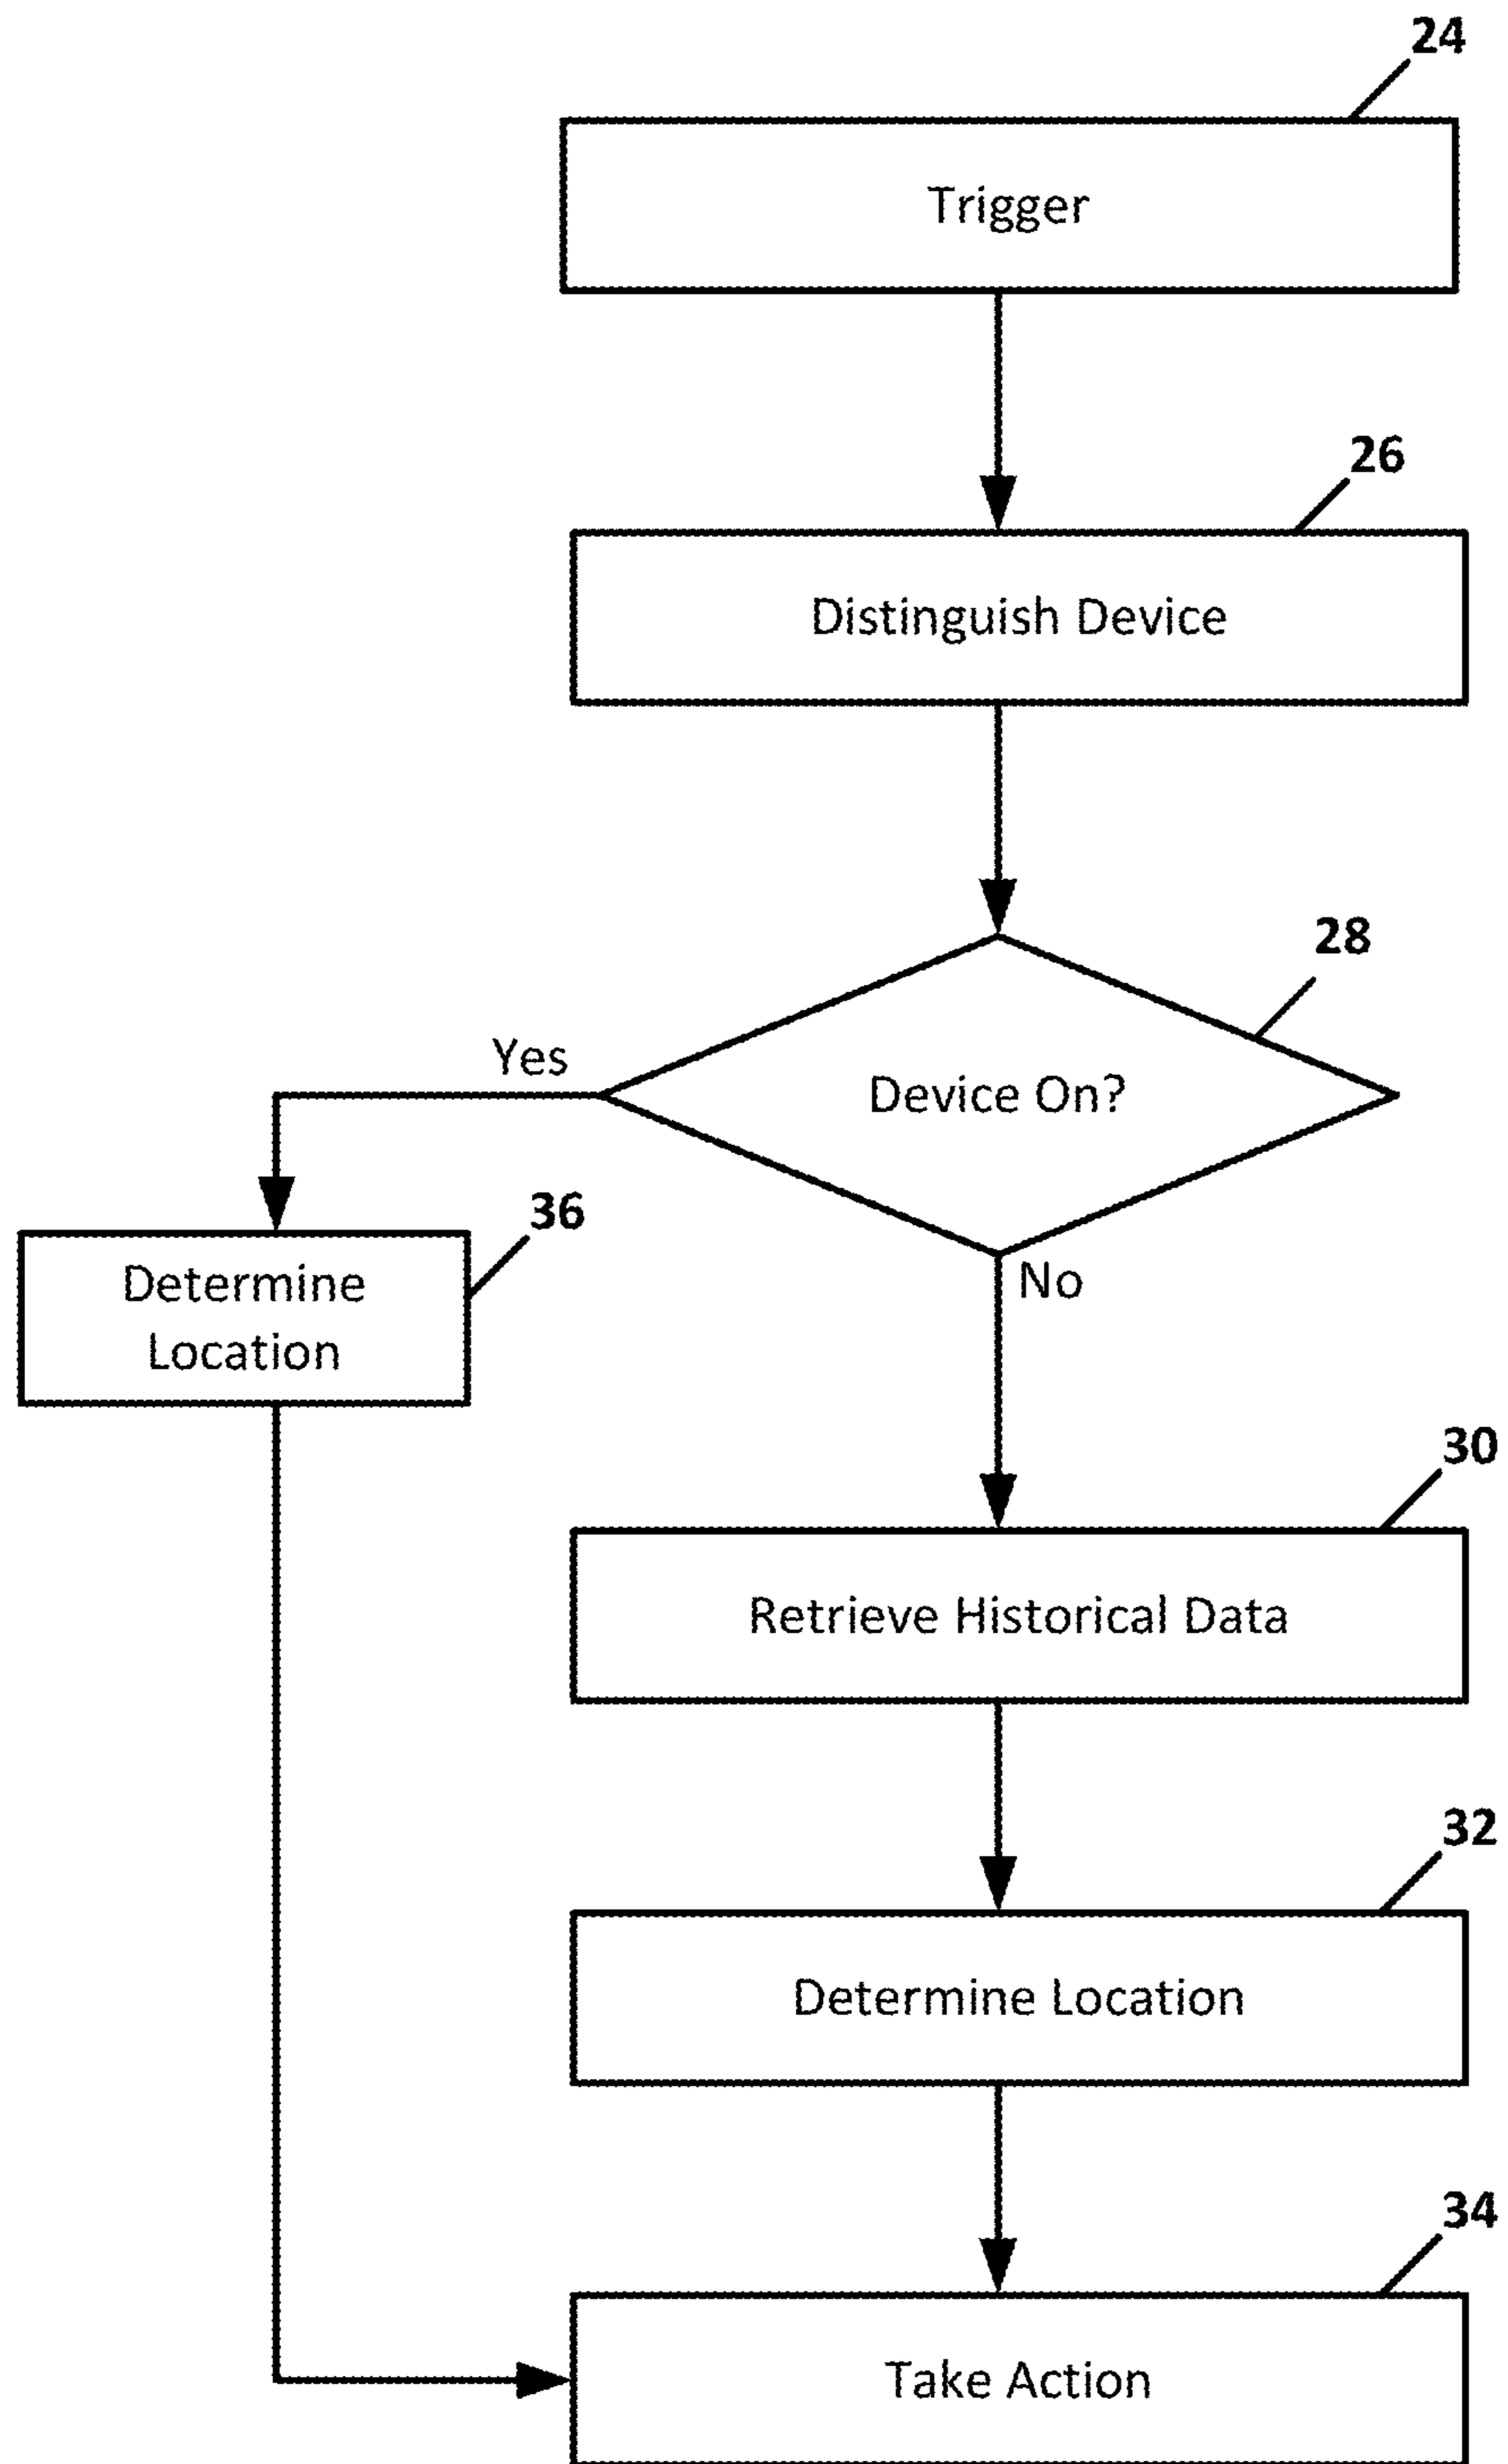 24
Trigger
26
Distinguish Device
28
Device On?
Yes
36
Determine
Location
No
30
Retrieve Historical Data
32
Determine Location
34
Take Action